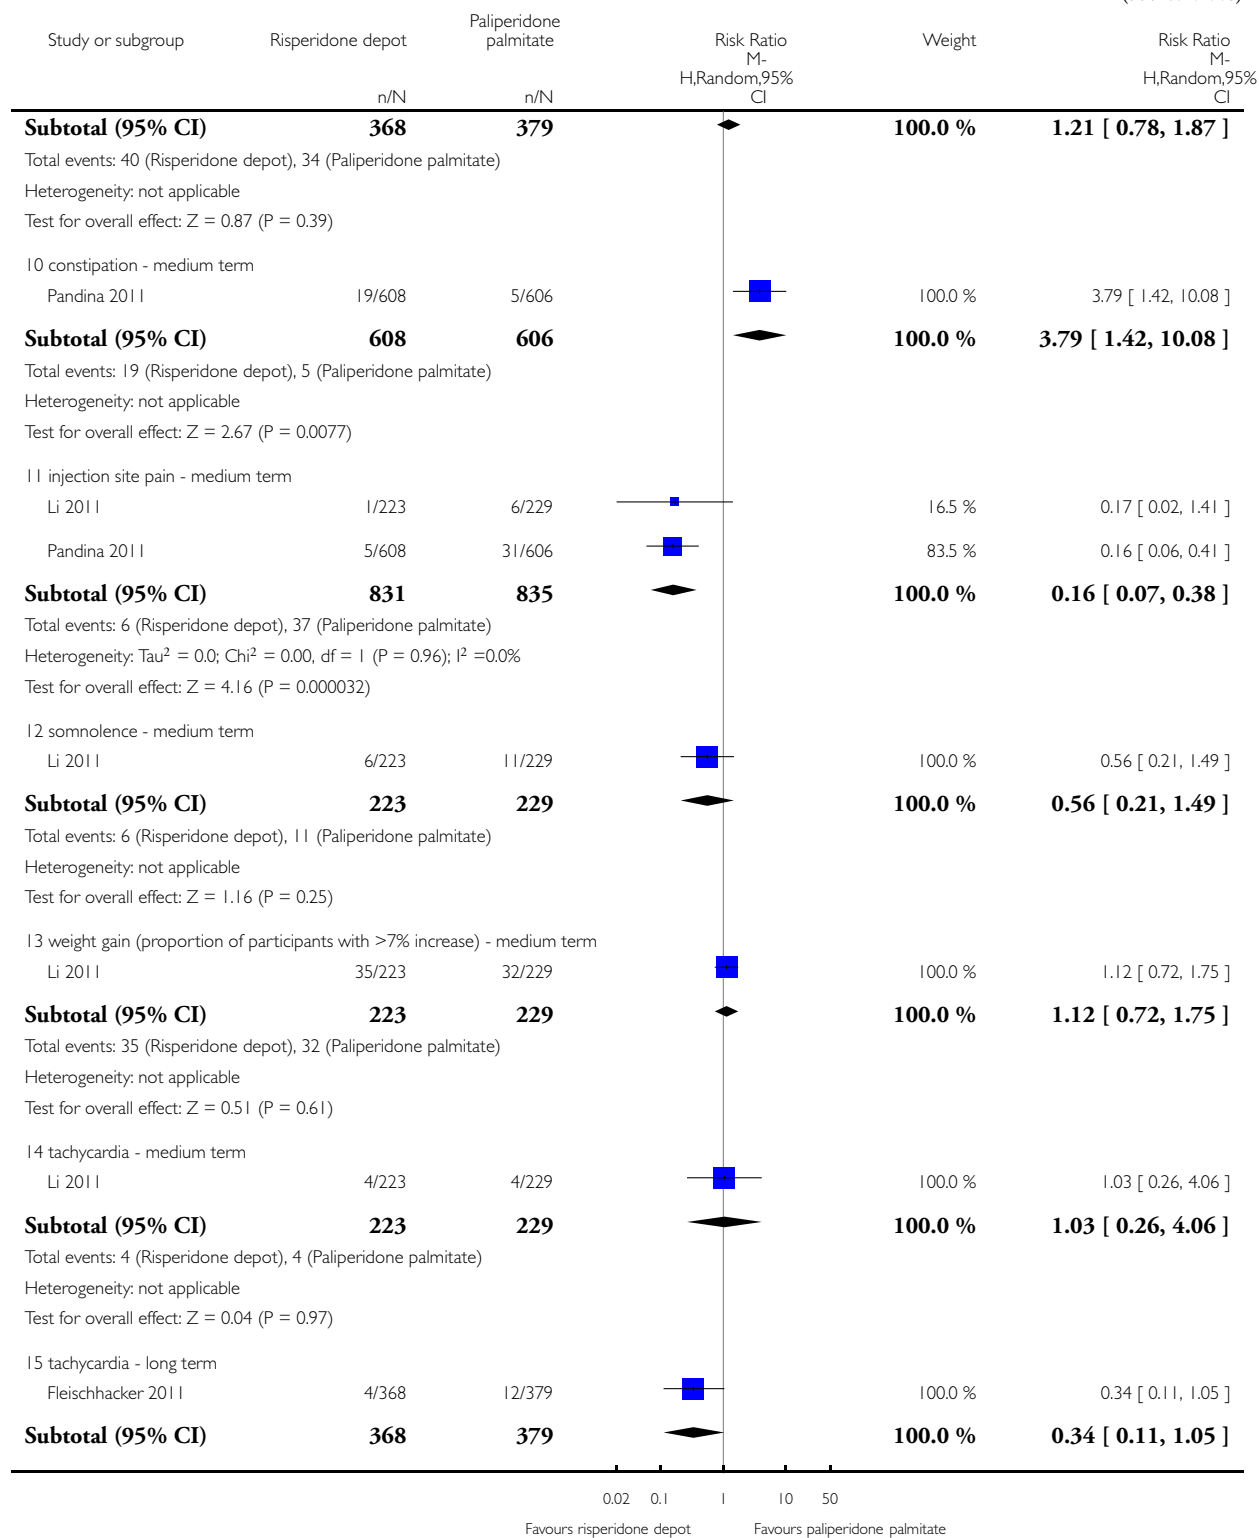 Paliperidone
Study or subgroup Risperidone depot palmitate Risk Ratio Weight Risk Ratio
M- M-
H,Random,95% H,Random,95%
n/N n/N CI CI
Subtotal (95% CI) 368 379 100.0 % 1.21 [ 0.78, 1.87 ]
Total events: 40 (Risperidone depot), 34 (Paliperidone palmitate)
Heterogeneity: not applicable
Test for overall effect: Z = 0.87 (P = 0.39)
10 constipation - medium term
Pandina 2011 19/608 5/606 100.0 % 3.79 [ 1.42, 10.08 ]
Subtotal (95% CI) 608 606 100.0 % 3.79 [ 1.42, 10.08 ]
Total events: 19 (Risperidone depot), 5 (Paliperidone palmitate)
Heterogeneity: not applicable
Test for overall effect: Z = 2.67 (P = 0.0077)
11 injection site pain - medium term
Li 2011 1/223 6/229 16.5 % 0.17 [ 0.02, 1.41 ]
Pandina 2011 5/608 31/606 83.5 % 0.16 [ 0.06, 0.41 ]
Subtotal (95% CI) 831 835 100.0 % 0.16 [ 0.07, 0.38 ]
Total events: 6 (Risperidone depot), 37 (Paliperidone palmitate)
Heterogeneity: Tau² = 0.0; Chi² = 0.00, df = 1 (P = 0.96); I² =0.0%
Test for overall effect: Z = 4.16 (P = 0.000032)
12 somnolence - medium term
Li 2011 6/223 11/229 100.0 % 0.56 [ 0.21, 1.49 ]
Subtotal (95% CI) 223 229 100.0 % 0.56 [ 0.21, 1.49 ]
Total events: 6 (Risperidone depot), 11 (Paliperidone palmitate)
Heterogeneity: not applicable
Test for overall effect: Z = 1.16 (P = 0.25)
13 weight gain (proportion of participants with >7% increase) - medium term
Li 2011 35/223 32/229 100.0 % 1.12 [ 0.72, 1.75 ]
Subtotal (95% CI) 223 229 100.0 % 1.12 [ 0.72, 1.75 ]
Total events: 35 (Risperidone depot), 32 (Paliperidone palmitate)
Heterogeneity: not applicable
Test for overall effect: Z = 0.51 (P = 0.61)
14 tachycardia - medium term
Li 2011 4/223 4/229 100.0 % 1.03 [ 0.26, 4.06 ]
Subtotal (95% CI) 223 229 100.0 % 1.03 [ 0.26, 4.06 ]
Total events: 4 (Risperidone depot), 4 (Paliperidone palmitate)
Heterogeneity: not applicable
Test for overall effect: Z = 0.04 (P = 0.97)
15 tachycardia - long term
Fleischhacker 2011 4/368 12/379 100.0 % 0.34 [ 0.11, 1.05 ]
Subtotal (95% CI) 368 379 100.0 % 0.34 [ 0.11, 1.05 ]
0.02 0.1 1 10 50
Favours risperidone depot Favours paliperidone palmitate